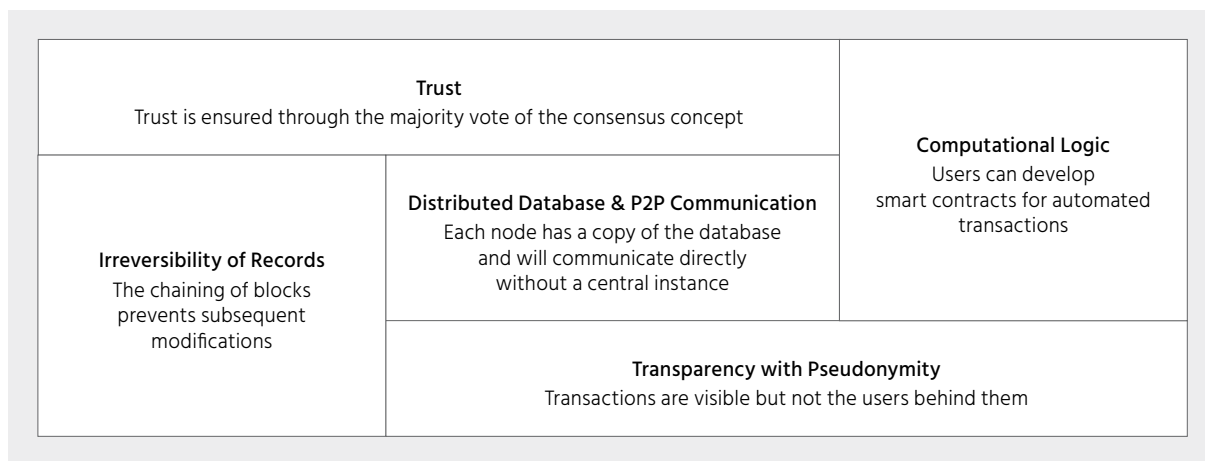 Trust
Trust is ensured through the majority vote of the consensus concept
Computational Logic
Users can develop
smart contracts for automated
transactions
Distributed Database & P2P Communication
Each node has a copy of the database
and will communicate directly
without a central instance
Irreversibility of Records
The chaining of blocks
prevents subsequent
modifications
Transparency with Pseudonymity
Transactions are visible but not the users behind them